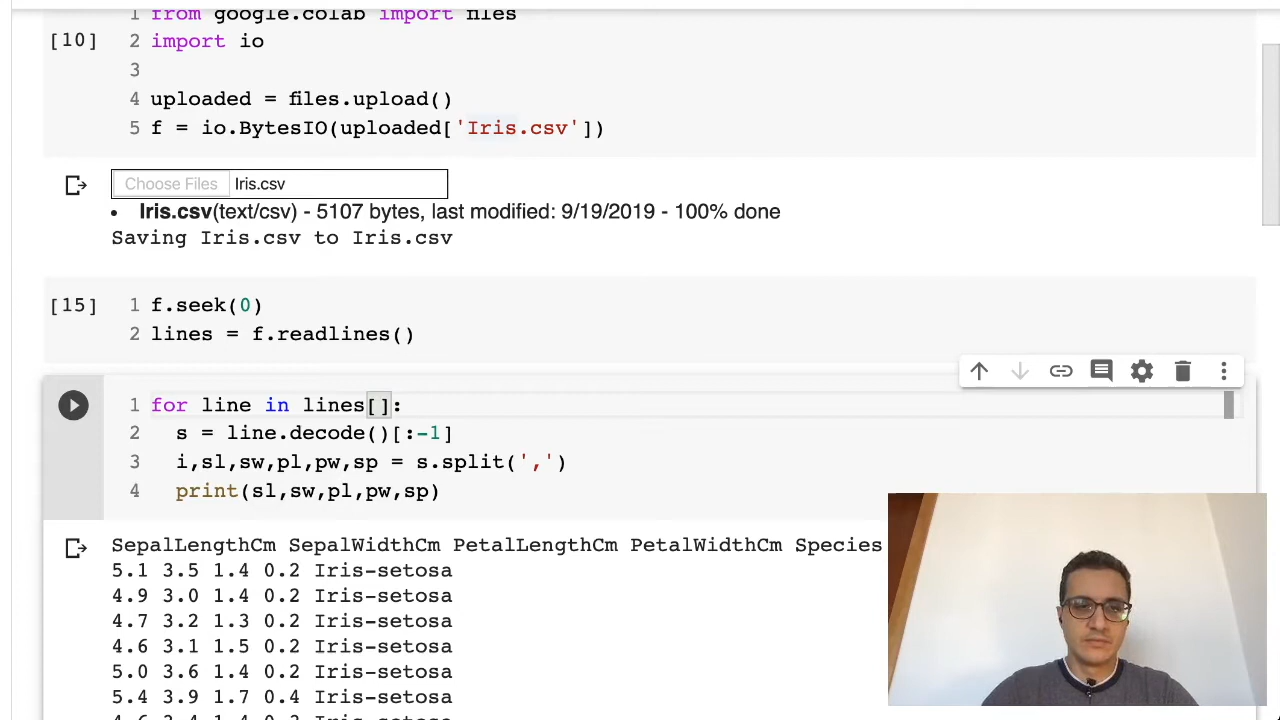 1 from google.colab import files
[10] 2 import io
3
4 uploaded = files.upload()
5 f = io.BytesIO(uploaded['Iris.csv'])
Choose Files Iris.csv
• Iris.csv(text/csv) - 5107 bytes, last modified: 9/19/2019 - 100% done
Saving Iris.csv to Iris.csv
[15] 1 f.seek(0)
2 lines = f.readlines()
1 for line in lines[]:
2 s = line.decode()[:-1]
3 i,sl,sw,pl,pw,sp = s.split(',')
4 print(sl,sw,pl,pw,sp)
SepalLengthCm SepalWidthCm PetalLengthCm PetalWidthCm Species
5.1 3.5 1.4 0.2 Iris-setosa
4.9 3.0 1.4 0.2 Iris-setosa
4.7 3.2 1.3 0.2 Iris-setosa
4.6 3.1 1.5 0.2 Iris-setosa
5.0 3.6 1.4 0.2 Iris-setosa
5.4 3.9 1.7 0.4 Iris-setosa